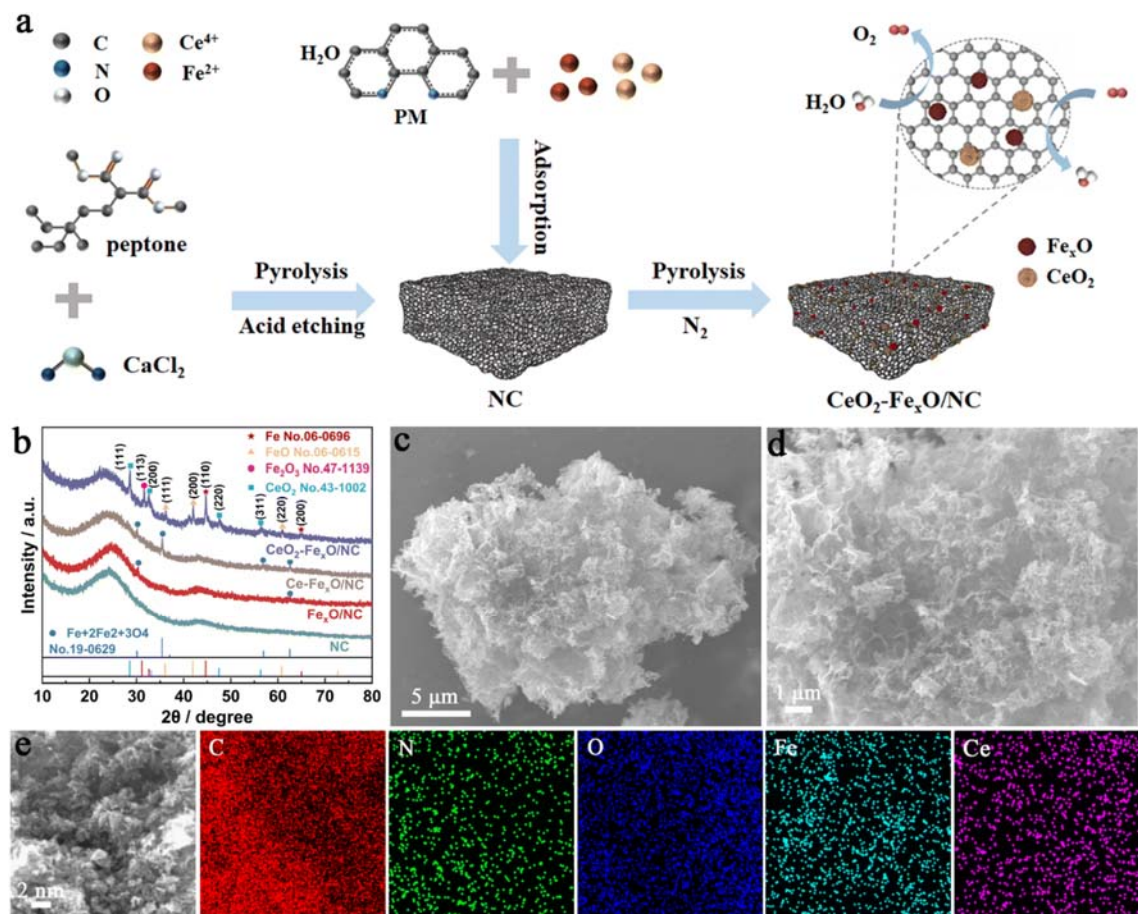 a
C
Ce4+
N
Fe2+
O
H2O
PM
Adsorption
O2
H2O
peptone
CaCl2
Pyrolysis
Acid etching
NC
Pyrolysis
N2
FexO
CeO2
CeO2-FexO/NC
b
Fe No.06-0696
FeO No.06-0615
Fe2O3 No.47-1139
CeO2 No.43-1002
(111)
(113)
(200)
(111)
(200)
(110)
(220)
(311)
(220)
(200)
CeO2-FexO/NC
Ce-FexO/NC
FexO/NC
NC
Fe+2Fe2+3O4
No.19-0629
Intensity / a.u.
10 20 30 40 50 60 70 80
2θ / degree
c
5 μm
d
1 μm
e
2 nm
C
N
O
Fe
Ce